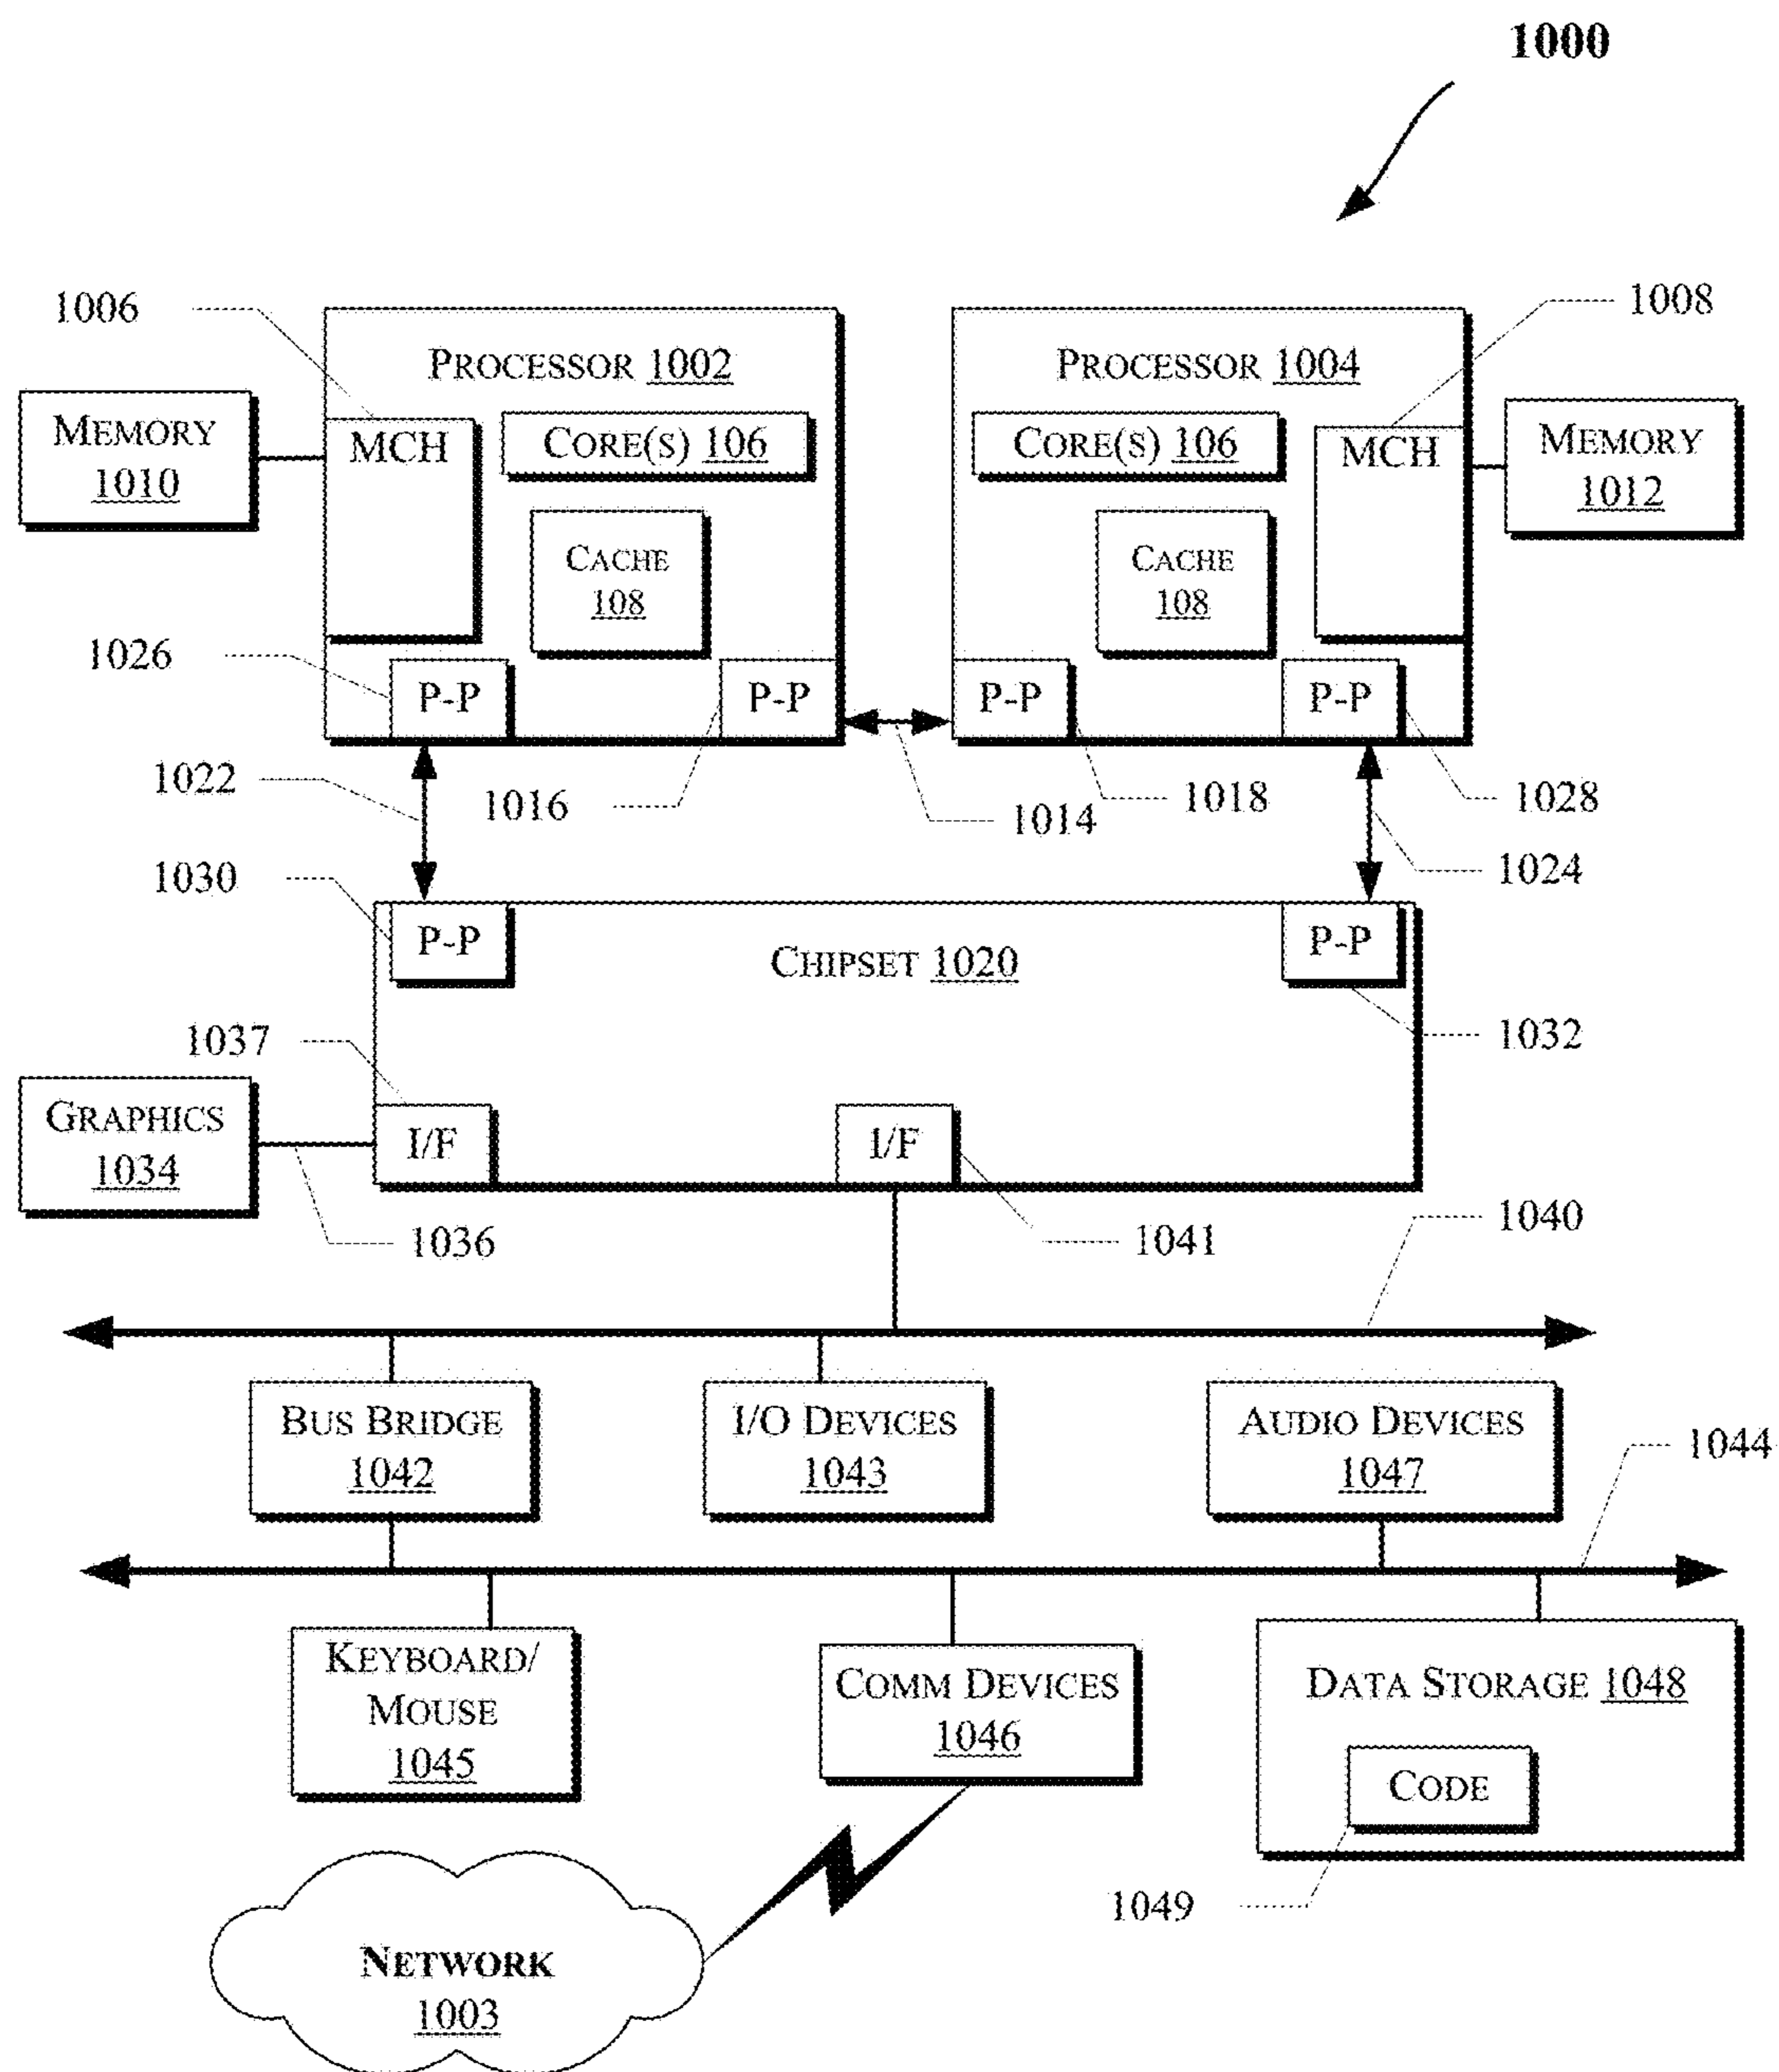 1000
1006
1008
PROCESSOR 1002
PROCESSOR 1004
MEMORY
1010
MCH
CORE(S) 106
CORE(S) 106
MCH
MEMORY
1012
CACHE
108
CACHE
108
1026
P-P
P-P
P-P
P-P
1022
1016
1014
1018
1028
1030
1024
P-P
CHIPSET 1020
P-P
1037
1032
GRAPHICS
1034
I/F
I/F
1036
1041
1040
BUS BRIDGE
1042
I/O DEVICES
1043
AUDIO DEVICES
1047
1044
KEYBOARD/
MOUSE
1045
COMM DEVICES
1046
DATA STORAGE 1048
CODE
1049
NETWORK
1003